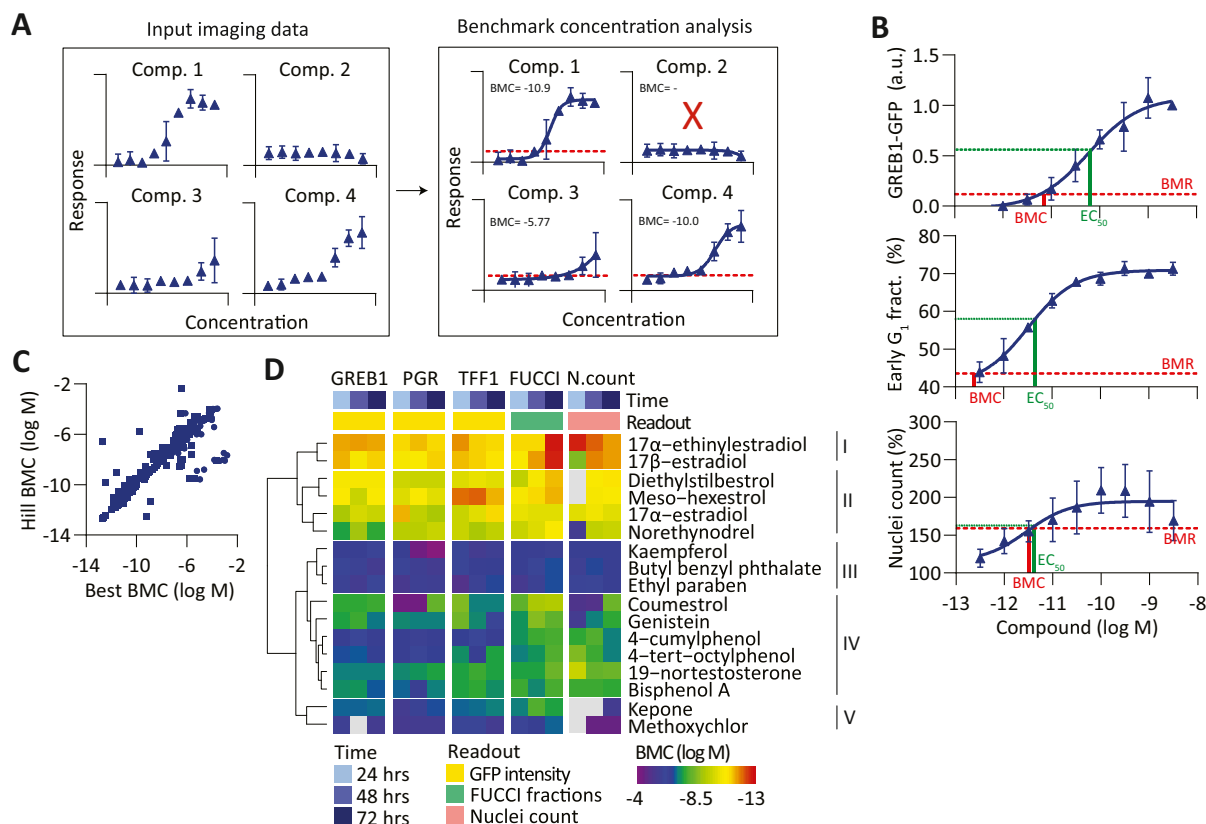 A
Input imaging data
Benchmark concentration analysis
Comp. 1
Comp. 2
Comp. 3
Comp. 4
Response
Concentration
Comp. 1
BMC= -10.9
Comp. 2
BMC= -
X
Comp. 3
BMC= -5.77
Comp. 4
BMC= -10.0
Response
Concentration
B
GREB1-GFP (a.u.)
1.5
1.0
0.5
0.0
BMR
BMC
EC50
Early G1 fract. (%)
80
70
60
50
40
BMR
BMC
EC50
Nuclei count (%)
250
200
150
100
BMR
EC50
BMC
-13 -12 -11 -10 -9 -8
Compound (log M)
C
Hill BMC (log M)
-2
-6
-10
-14
-14 -10 -6 -2
Best BMC (log M)
D
GREB1 PGR TFF1 FUCCI N.count
Time
Readout
17α−ethinylestradiol
17β−estradiol
I
Diethylstilbestrol
Meso−hexestrol
17α−estradiol
Norethynodrel
II
Kaempferol
Butyl benzyl phthalate
Ethyl paraben
III
Coumestrol
Genistein
4−cumylphenol
4−tert−octylphenol
19−nortestosterone
Bisphenol A
IV
Kepone
Methoxychlor
V
Time
24 hrs
48 hrs
72 hrs
Readout
GFP intensity
FUCCI fractions
Nuclei count
BMC (log M)
-4 -8.5 -13